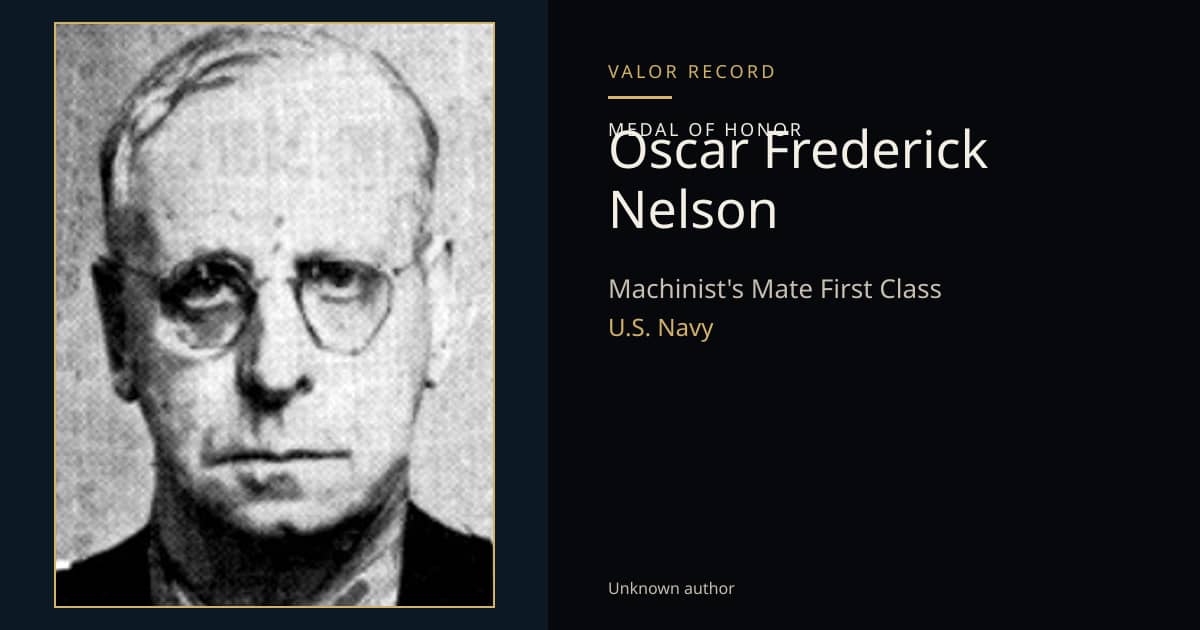 VALOR RECORD
MEDAL OF HONOR
Oscar Frederick
Nelson
Machinist's Mate First Class
U.S. Navy
Unknown author